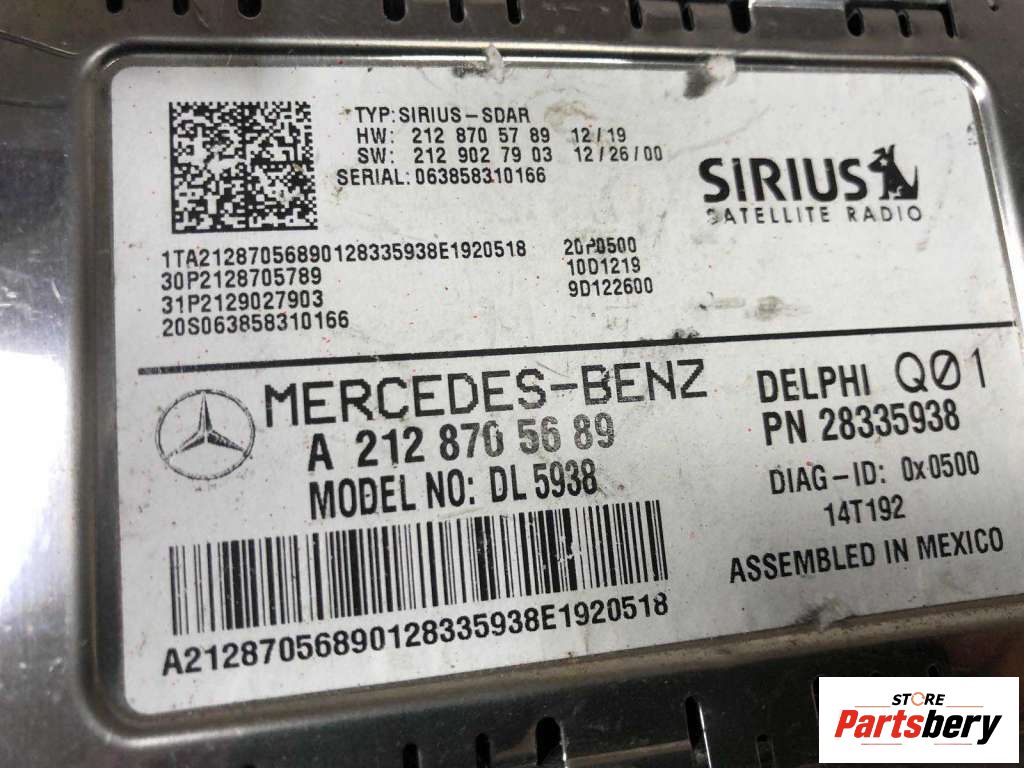 TYP: SIRIUS-SDAR
HW: 212 870 57 89 12/19
SW: 212 902 79 03 12/26/00
SERIAL: 063858310166
SIRIUS
SATELLITE RADIO
1TA21287056890128335938E1920518 20P0500
30P2128705789 10D1219
31P2129027903 9D122600
20S063858310166
MERCEDES-BENZ DELPHI Q01
A 212 870 56 89 PN 28335938
MODEL NO: DL 5938 DIAG-ID: 0x0500
14T192
ASSEMBLED IN MEXICO
A21287056890128335938E1920518
STORE
Partsbery